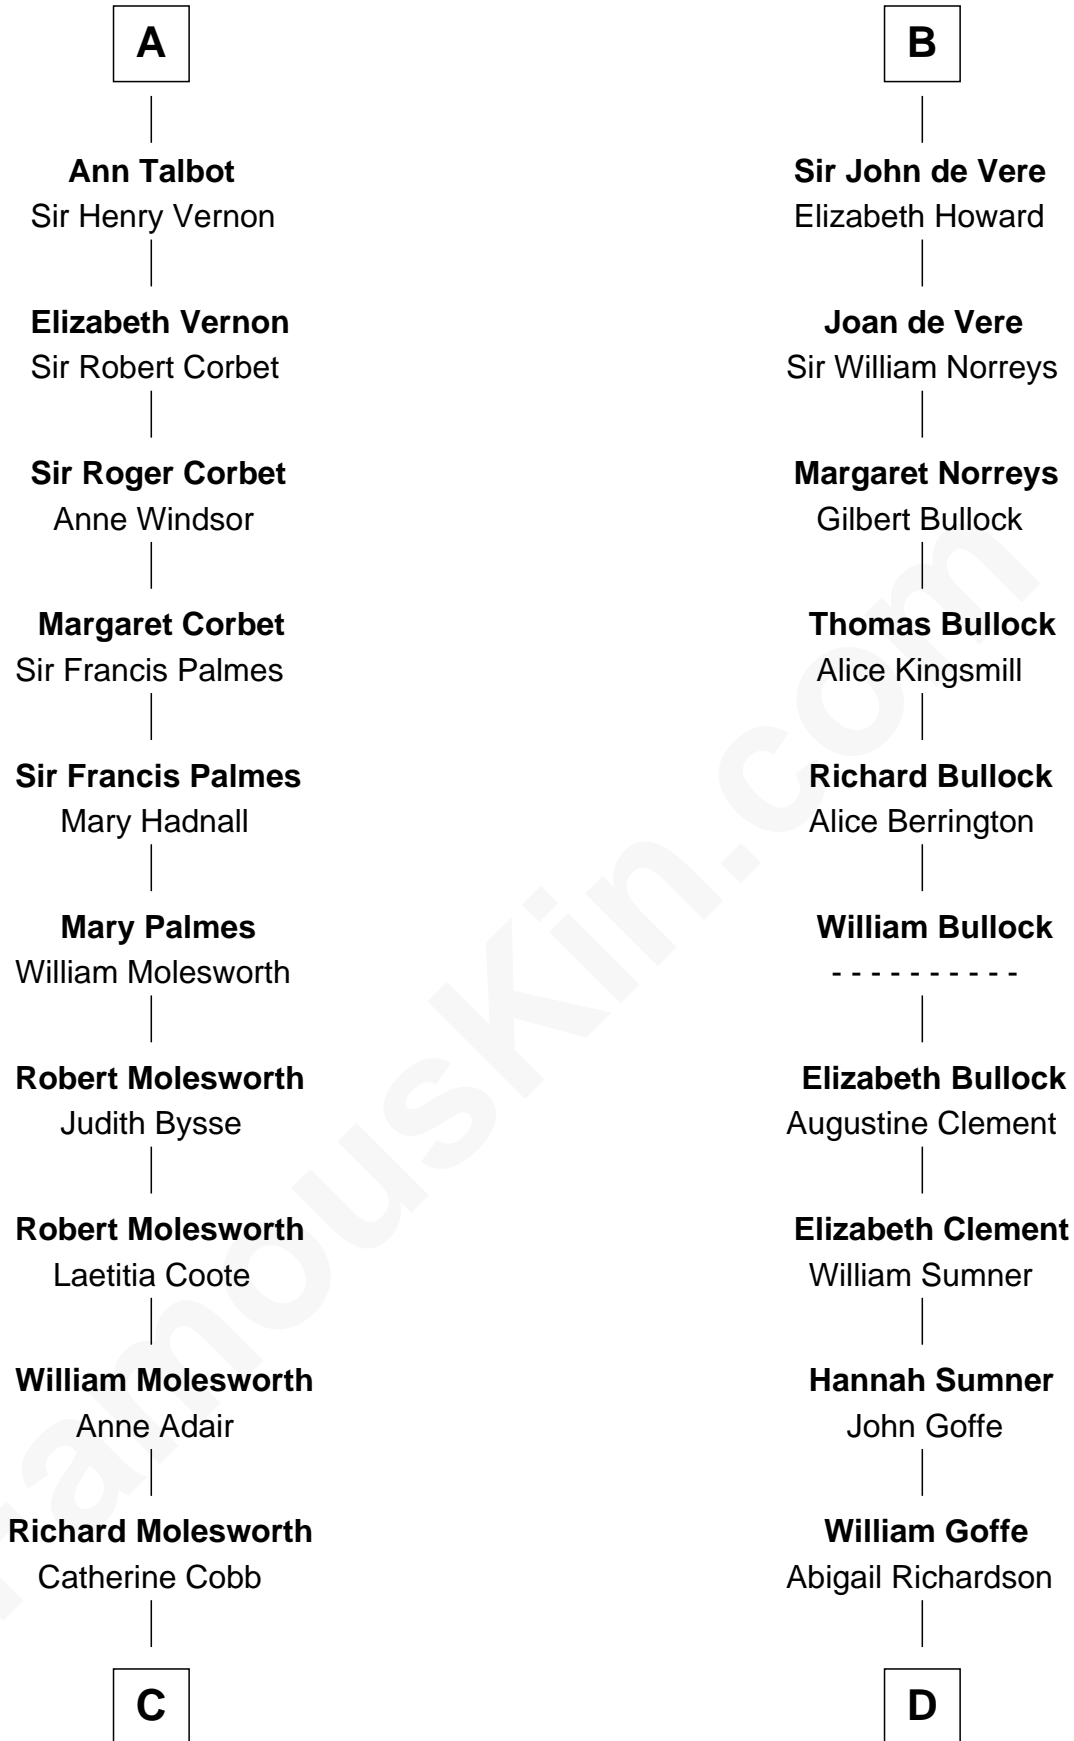 A
Ann Talbot
Sir Henry Vernon
Elizabeth Vernon
Sir Robert Corbet
Sir Roger Corbet
Anne Windsor
Margaret Corbet
Sir Francis Palmes
Sir Francis Palmes
Mary Hadnall
Mary Palmes
William Molesworth
Robert Molesworth
Judith Bysse
Robert Molesworth
Laetitia Coote
William Molesworth
Anne Adair
Richard Molesworth
Catherine Cobb
C
B
Sir John de Vere
Elizabeth Howard
Joan de Vere
Sir William Norreys
Margaret Norreys
Gilbert Bullock
Thomas Bullock
Alice Kingsmill
Richard Bullock
Alice Berrington
William Bullock
- - - - - - - - - -
Elizabeth Bullock
Augustine Clement
Elizabeth Clement
William Sumner
Hannah Sumner
John Goffe
William Goffe
Abigail Richardson
D
FamousKin.com